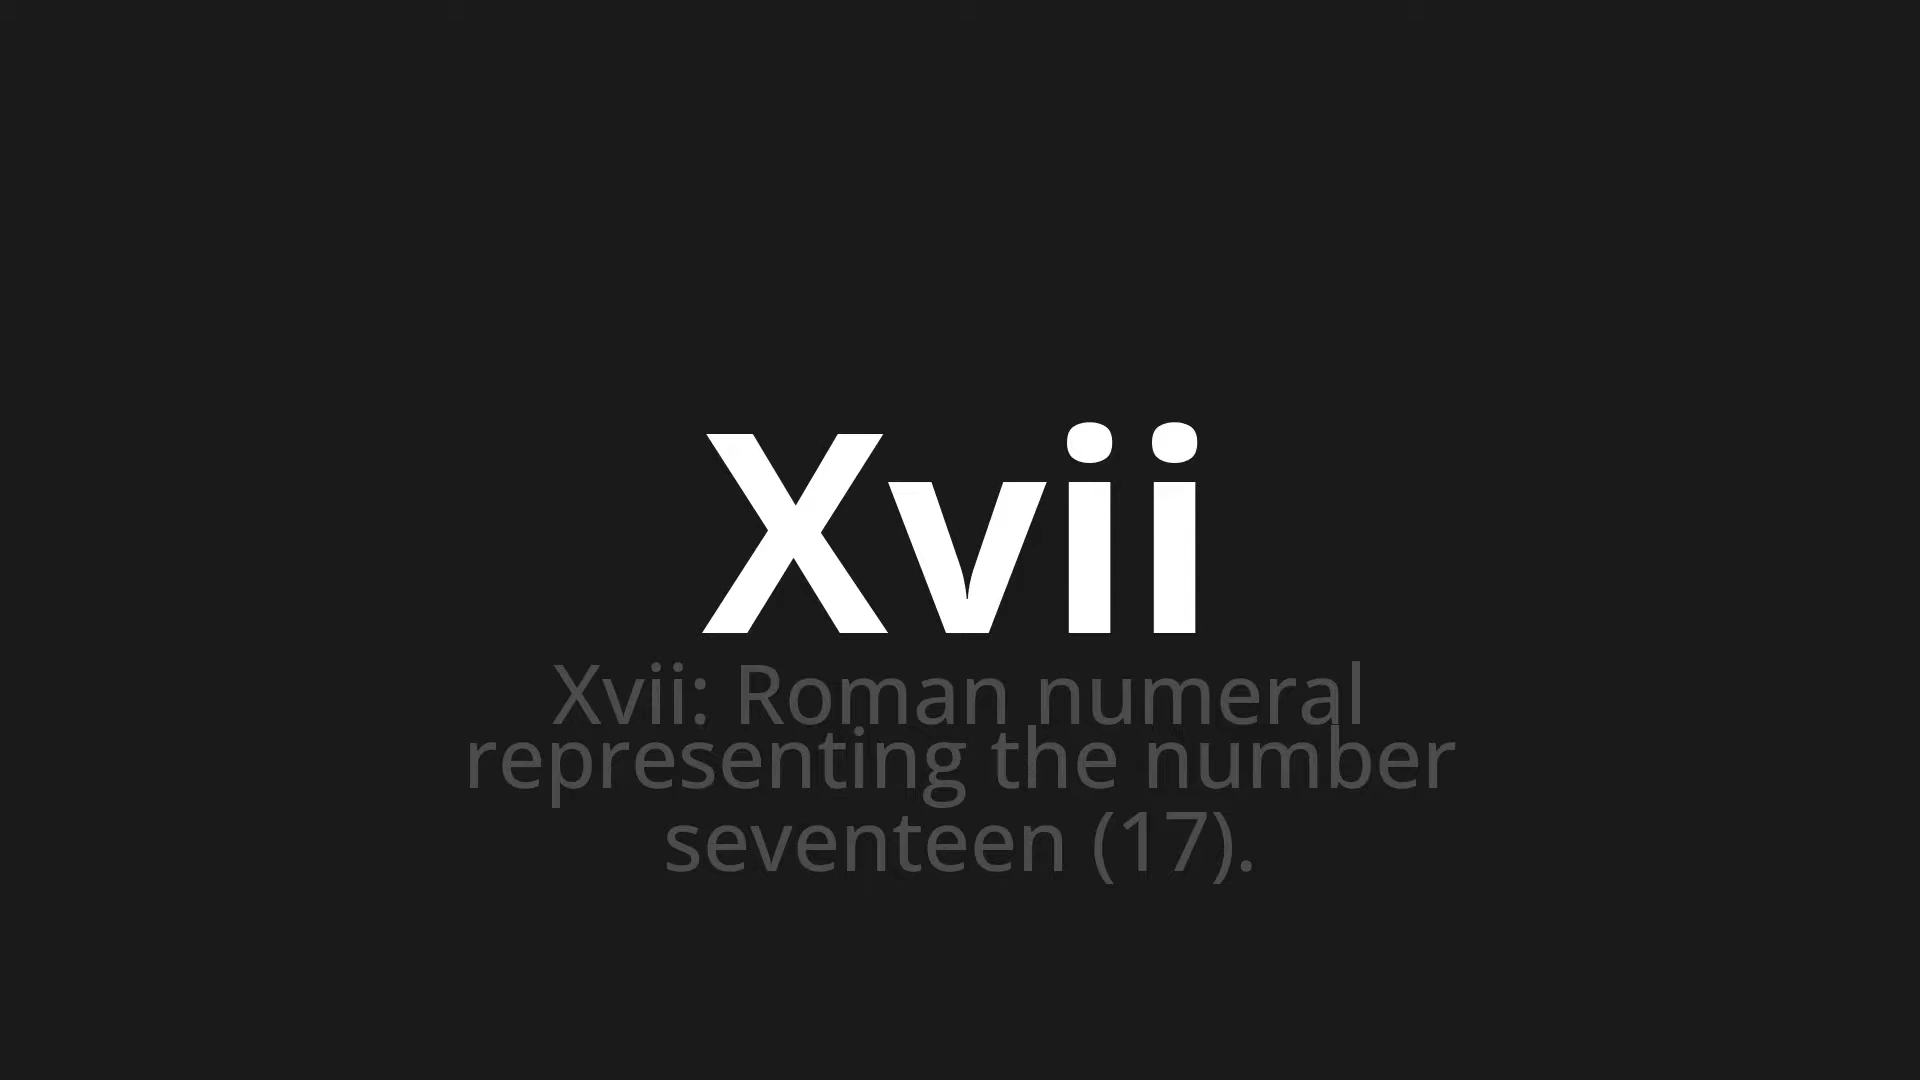 Xvii
Xvii: Roman numeral
representing the number
seventeen (17).